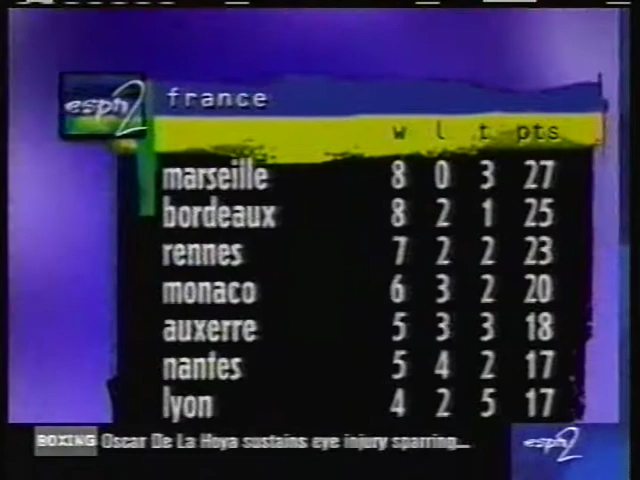 espn2
france
w l t pts
marseille 8 0 3 27
bordeaux 8 2 1 25
rennes 7 2 2 23
monaco 6 3 2 20
auxerre 5 3 3 18
nantes 5 4 2 17
lyon 4 2 5 17
BOXING Oscar De La Hoya sustains eye injury sparring...
espn2